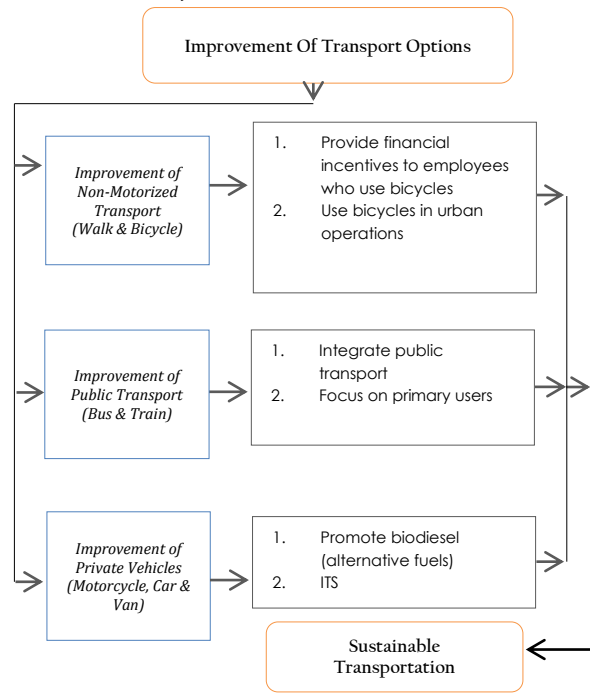 Improvement Of Transport Options
Improvement of
Non-Motorized
Transport
(Walk & Bicycle)
1. Provide financial
incentives to employees
who use bicycles
2. Use bicycles in urban
operations
Improvement of
Public Transport
(Bus & Train)
1. Integrate public
transport
2. Focus on primary users
Improvement of
Private Vehicles
(Motorcycle, Car &
Van)
1. Promote biodiesel
(alternative fuels)
2. ITS
Sustainable
Transportation